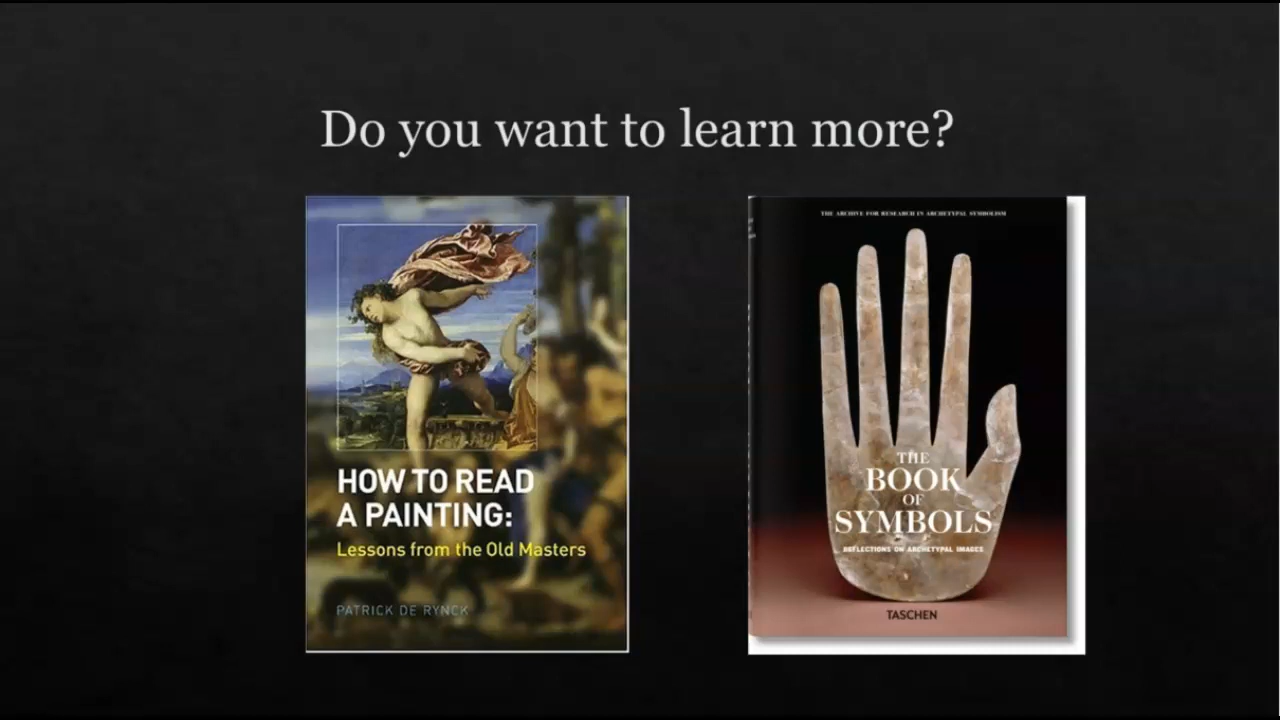 Do you want to learn more?
HOW TO READ
A PAINTING:
Lessons from the Old Masters
PATRICK DE RYNCK
THE ARCHIVE FOR RESEARCH IN ARCHETYPAL SYMBOLISM
THE
BOOK
OF
SYMBOLS
REFLECTIONS ON ARCHETYPAL IMAGES
TASCHEN